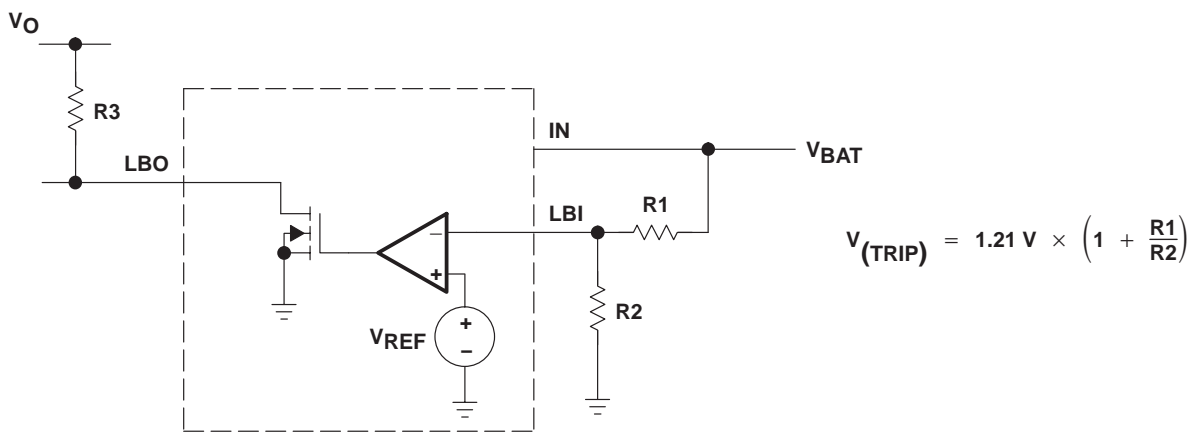 VO
R3
LBO
IN
VBAT
LBI
R1
−
+
R2
VREF
+
−
V(TRIP) = 1.21 V × (1 + R1/R2)